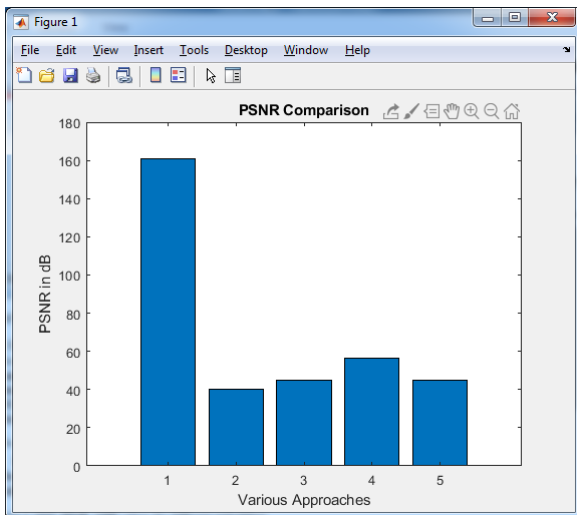 Figure 1
File Edit View Insert Tools Desktop Window Help
PSNR Comparison
180
160
140
120
100
80
60
40
20
0
PSNR in dB
1 2 3 4 5
Various Approaches